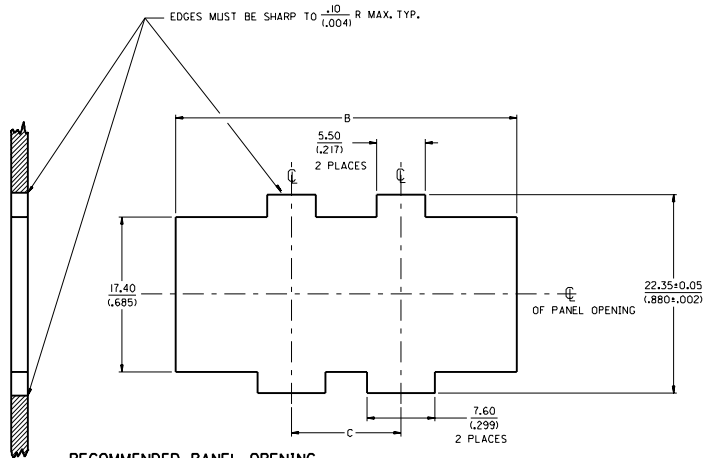 EDGES MUST BE SHARP TO .10 (.004) R MAX. TYP.
B
5.50
(.217)
2 PLACES
℄
℄
17.40
(.685)
22.35±0.05
(.880±.002)
℄
OF PANEL OPENING
7.60
(.299)
2 PLACES
C
RECOMMENDED PANEL OPENING